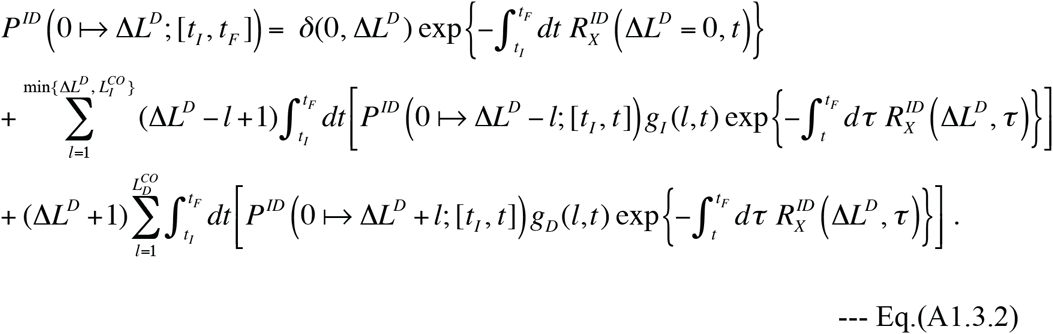 P^{ID}(0 ↦ ΔL^D; [t_I, t_F]) = δ(0, ΔL^D) exp{−∫_{t_I}^{t_F} dt R_X^{ID}(ΔL^D = 0, t)}
+ ∑_{l=1}^{min{ΔL^D, L_I^{CO}}} (ΔL^D − l + 1) ∫_{t_I}^{t_F} dt[P^{ID}(0 ↦ ΔL^D − l; [t_I, t]) g_I(l, t) exp{−∫_t^{t_F} dτ R_X^{ID}(ΔL^D, τ)}]
+ (ΔL^D + 1) ∑_{l=1}^{L_D^{CO}} ∫_{t_I}^{t_F} dt[P^{ID}(0 ↦ ΔL^D + l; [t_I, t]) g_D(l, t) exp{−∫_t^{t_F} dτ R_X^{ID}(ΔL^D, τ)}] .
--- Eq.(A1.3.2)